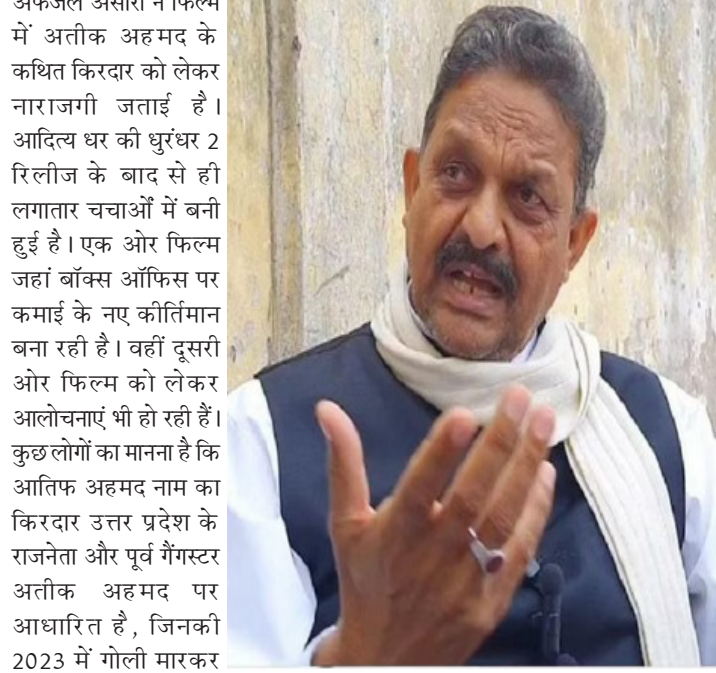 अफजल अंसारी ने फिल्म
में अतीक अहमद के
कथित किरदार को लेकर
नाराजगी जताई है।
आदित्य धर की धुरंधर 2
रिलीज के बाद से ही
लगातार चचाओं में बनी
हुई है। एक ओर फिल्म
जहां बॉक्स ऑफिस पर
कमाई के नए कीर्तिमान
बना रही है। वहीं दूसरी
ओर फिल्म को लेकर
आलोचनाएं भी हो रही हैं।
कुछ लोगों का मानना है कि
आतिफ अहमद नाम का
किरदार उत्तर प्रदेश के
राजनेता और पूर्व गैंगस्टर
अतीक अहमद पर
आधारित है, जिनकी
2023 में गोली मारकर